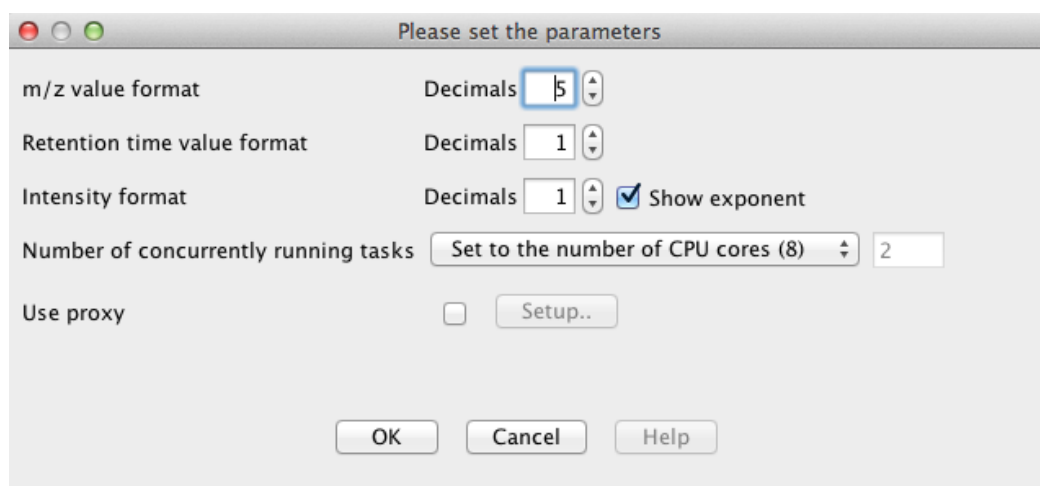 Please set the parameters
m/z value format Decimals 5
Retention time value format Decimals 1
Intensity format Decimals 1 Show exponent
Number of concurrently running tasks Set to the number of CPU cores (8) 2
Use proxy Setup..
OK Cancel Help